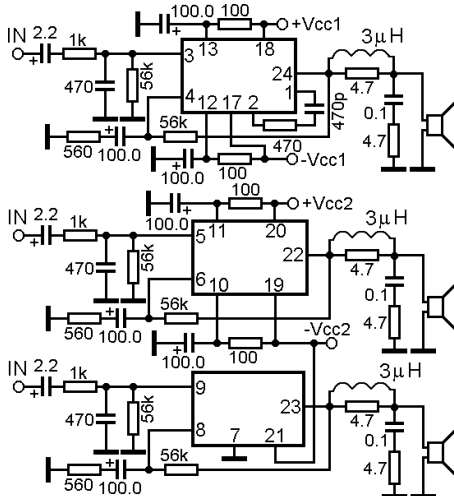 100.0 100 +Vcc1
IN 2.2 1k 13 18 3µH
3 24 4.7
470 56k 4 12 17 2 1 470p 0.1
56k 470 4.7
560 100.0 100 -Vcc1
100.0
100 +Vcc2
IN 2.2 1k 100.0 11 20 3µH
5 22 4.7
470 56k 6 10 19 0.1
56k 4.7
560 100.0 -Vcc2
100.0 100
IN 2.2 1k 3µH
9 23 4.7
470 56k 8 7 21 0.1
56k 4.7
560 100.0